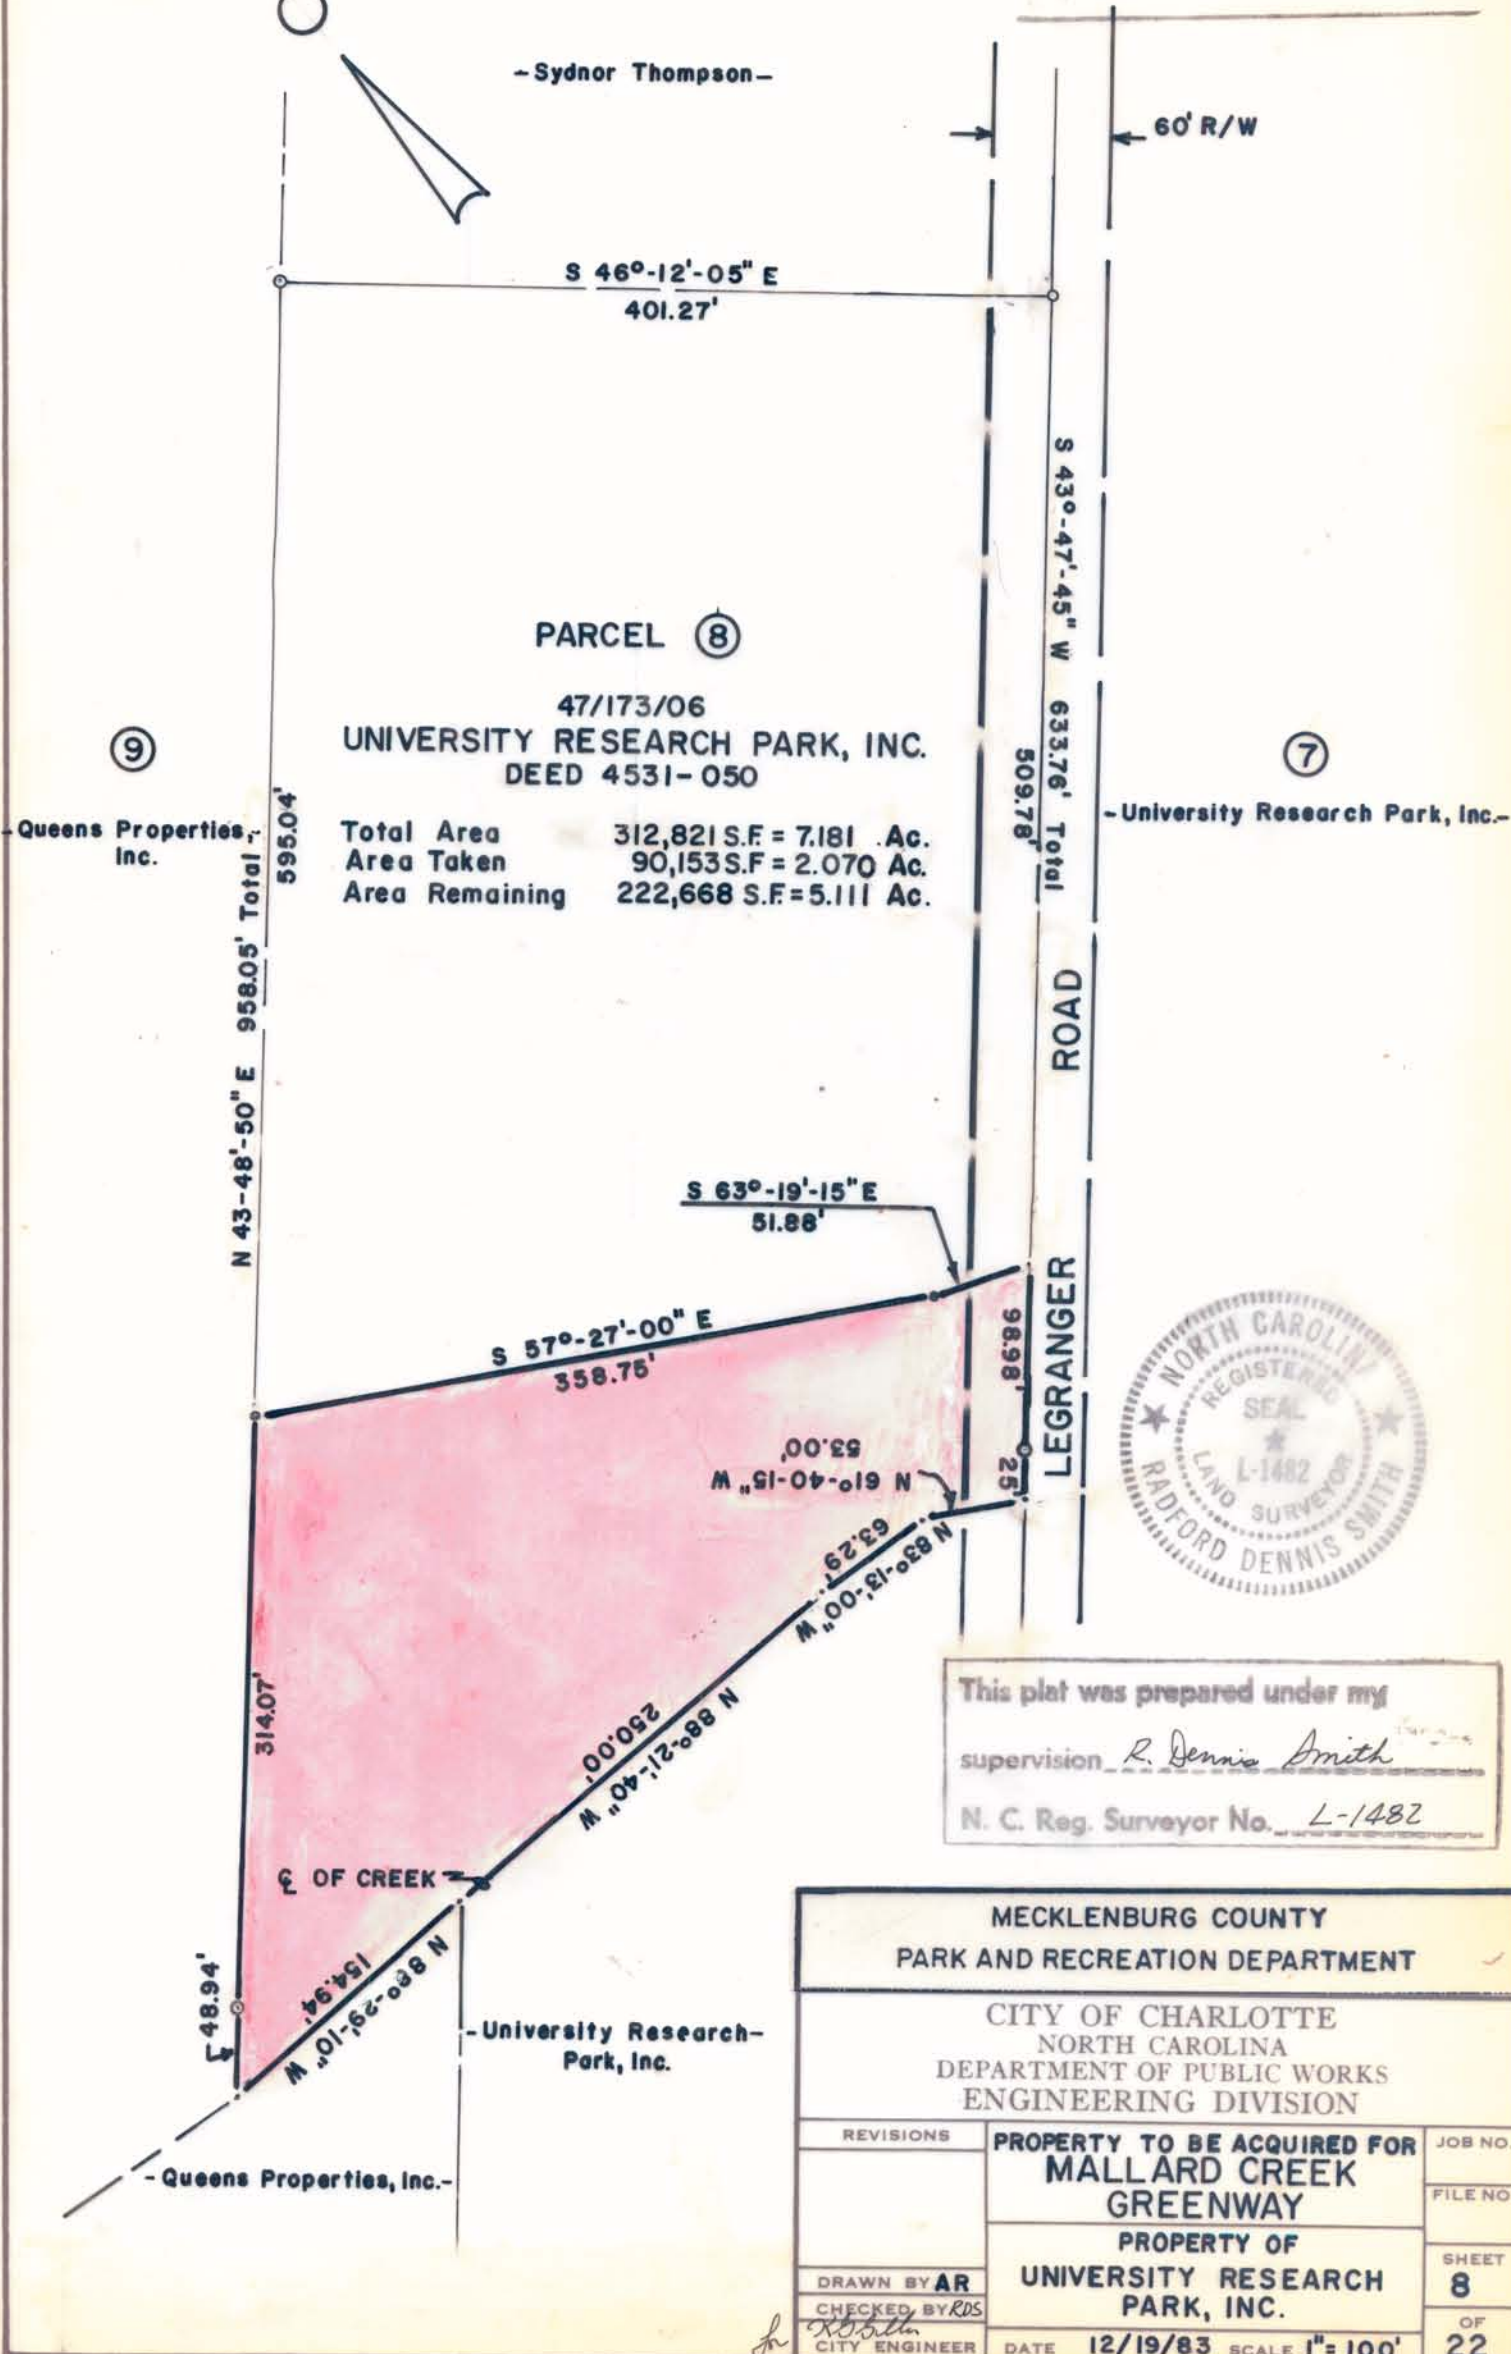 -Sydnor Thompson-
60' R/W
S 46º-12'-05" E
401.27'
S 43º-47'-45" W 633.76' Total
509.78'
PARCEL 8
47/173/06
UNIVERSITY RESEARCH PARK, INC.
DEED 4531-050
9
-Queens Properties,-
Inc.
7
-University Research Park, Inc.-
Total Area 312,821 S.F. = 7.181 .Ac.
Area Taken 90,153 S.F = 2.070 Ac.
Area Remaining 222,668 S.F. = 5.111 Ac.
N 43-48'-50" E 958.05' Total-
595.04'
LEGRANGER ROAD
S 63º-19'-15" E
51.88'
S 57º-27'-00" E
358.75'
98.98'
25'
53.00'
N 61º-40-15" W
63.29'
N 83º-13'-00" W
250.00'
N 88º-21'-40" W
314.07'
℄ OF CREEK
154.94'
N 88º-29'-10" W
48.94'
-University Research-
Park, Inc.
-Queens Properties, Inc.-
NORTH CAROLINA
REGISTERED
SEAL
L-1482
LAND SURVEYOR
RADFORD DENNIS SMITH
This plat was prepared under my
supervision R. Dennis Smith
N. C. Reg. Surveyor No. L-1482
MECKLENBURG COUNTY
PARK AND RECREATION DEPARTMENT
CITY OF CHARLOTTE
NORTH CAROLINA
DEPARTMENT OF PUBLIC WORKS
ENGINEERING DIVISION
REVISIONS
PROPERTY TO BE ACQUIRED FOR
MALLARD CREEK
GREENWAY
JOB NO.
FILE NO
PROPERTY OF
UNIVERSITY RESEARCH
PARK, INC.
SHEET
8
OF
22
DRAWN BY AR
CHECKED BY RDS
for
CITY ENGINEER
DATE 12/19/83 SCALE 1"= 100'